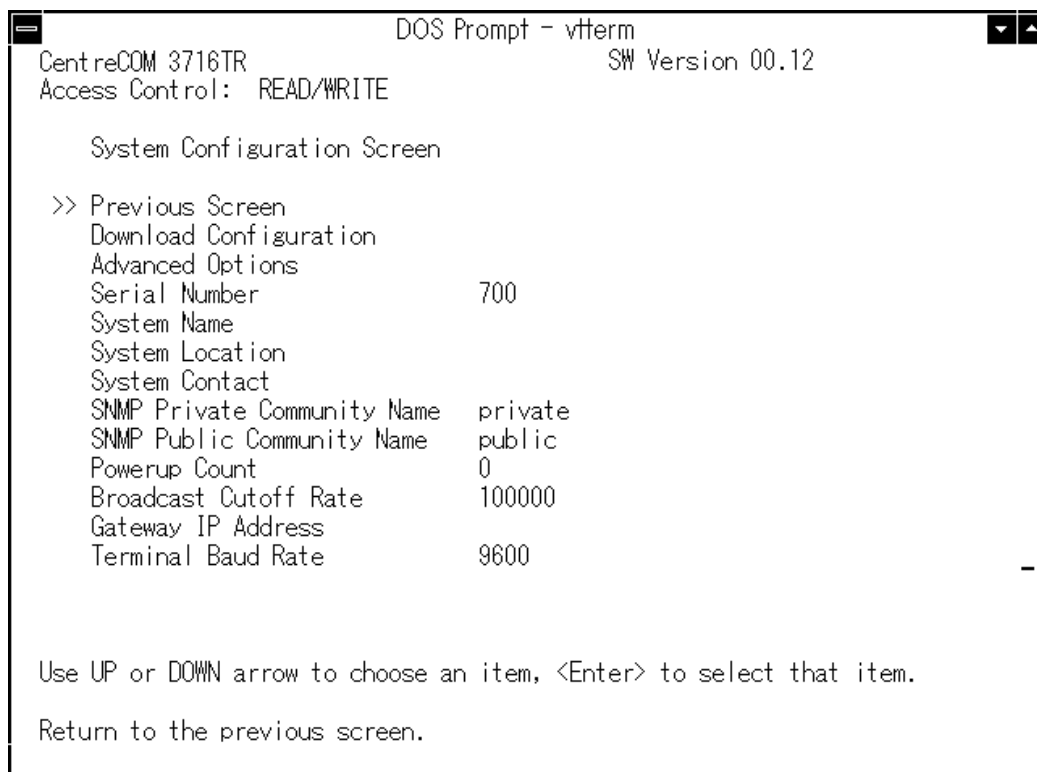 DOS Prompt - vtterm
CentreCOM 3716TR SW Version 00.12
Access Control: READ/WRITE
System Configuration Screen
>> Previous Screen
Download Configuration
Advanced Options
Serial Number 700
System Name
System Location
System Contact
SNMP Private Community Name private
SNMP Public Community Name public
Powerup Count 0
Broadcast Cutoff Rate 100000
Gateway IP Address
Terminal Baud Rate 9600
Use UP or DOWN arrow to choose an item, <Enter> to select that item.
Return to the previous screen.